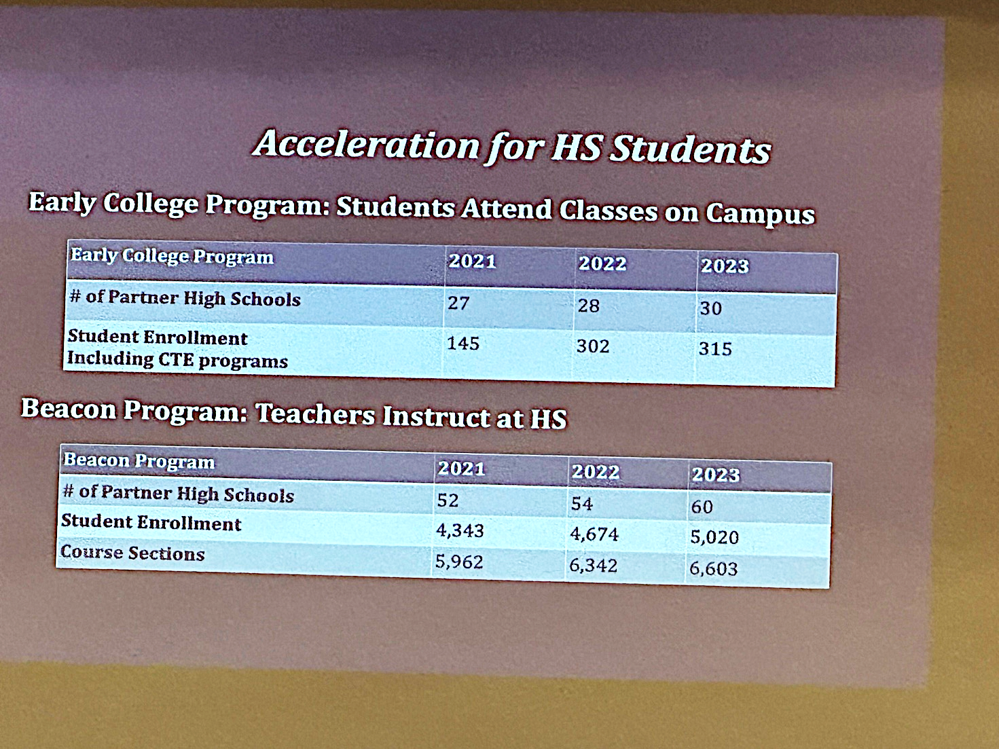 Acceleration for HS Students
Early College Program: Students Attend Classes on Campus
Early College Program 2021 2022 2023
# of Partner High Schools 27 28 30
Student Enrollment
Including CTE programs 145 302 315
Beacon Program: Teachers Instruct at HS
Beacon Program 2021 2022 2023
# of Partner High Schools 52 54 60
Student Enrollment 4,343 4,674 5,020
Course Sections 5,962 6,342 6,603